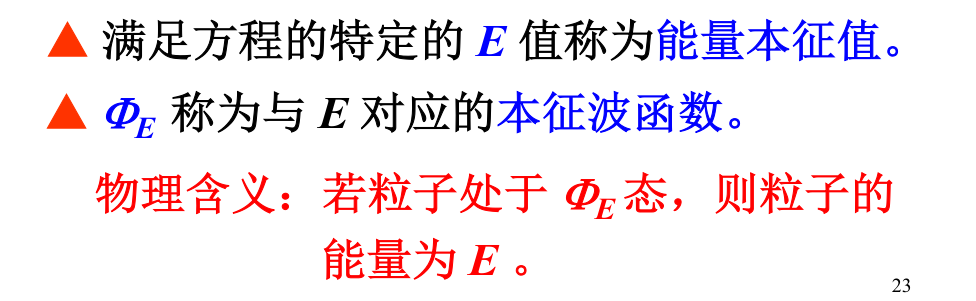 ▲ 满足方程的特定的 E 值称为能量本征值。
▲ Φ_E 称为与 E 对应的本征波函数。
物理含义：若粒子处于 Φ_E 态，则粒子的
能量为 E 。
23